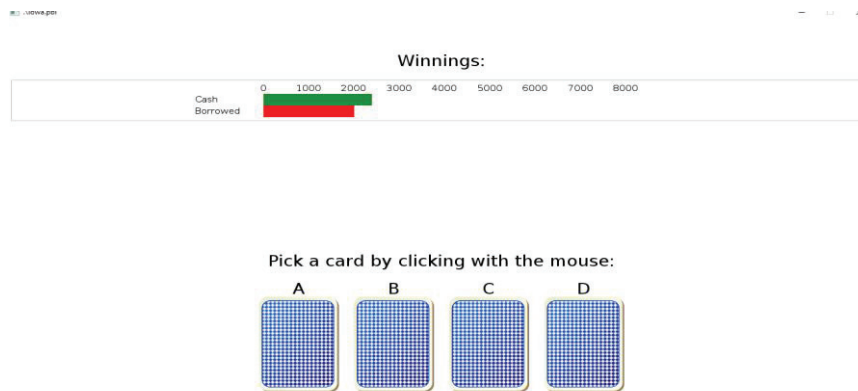 Winnings:
0 1000 2000 3000 4000 5000 6000 7000 8000
Cash
Borrowed
Pick a card by clicking with the mouse:
A B C D